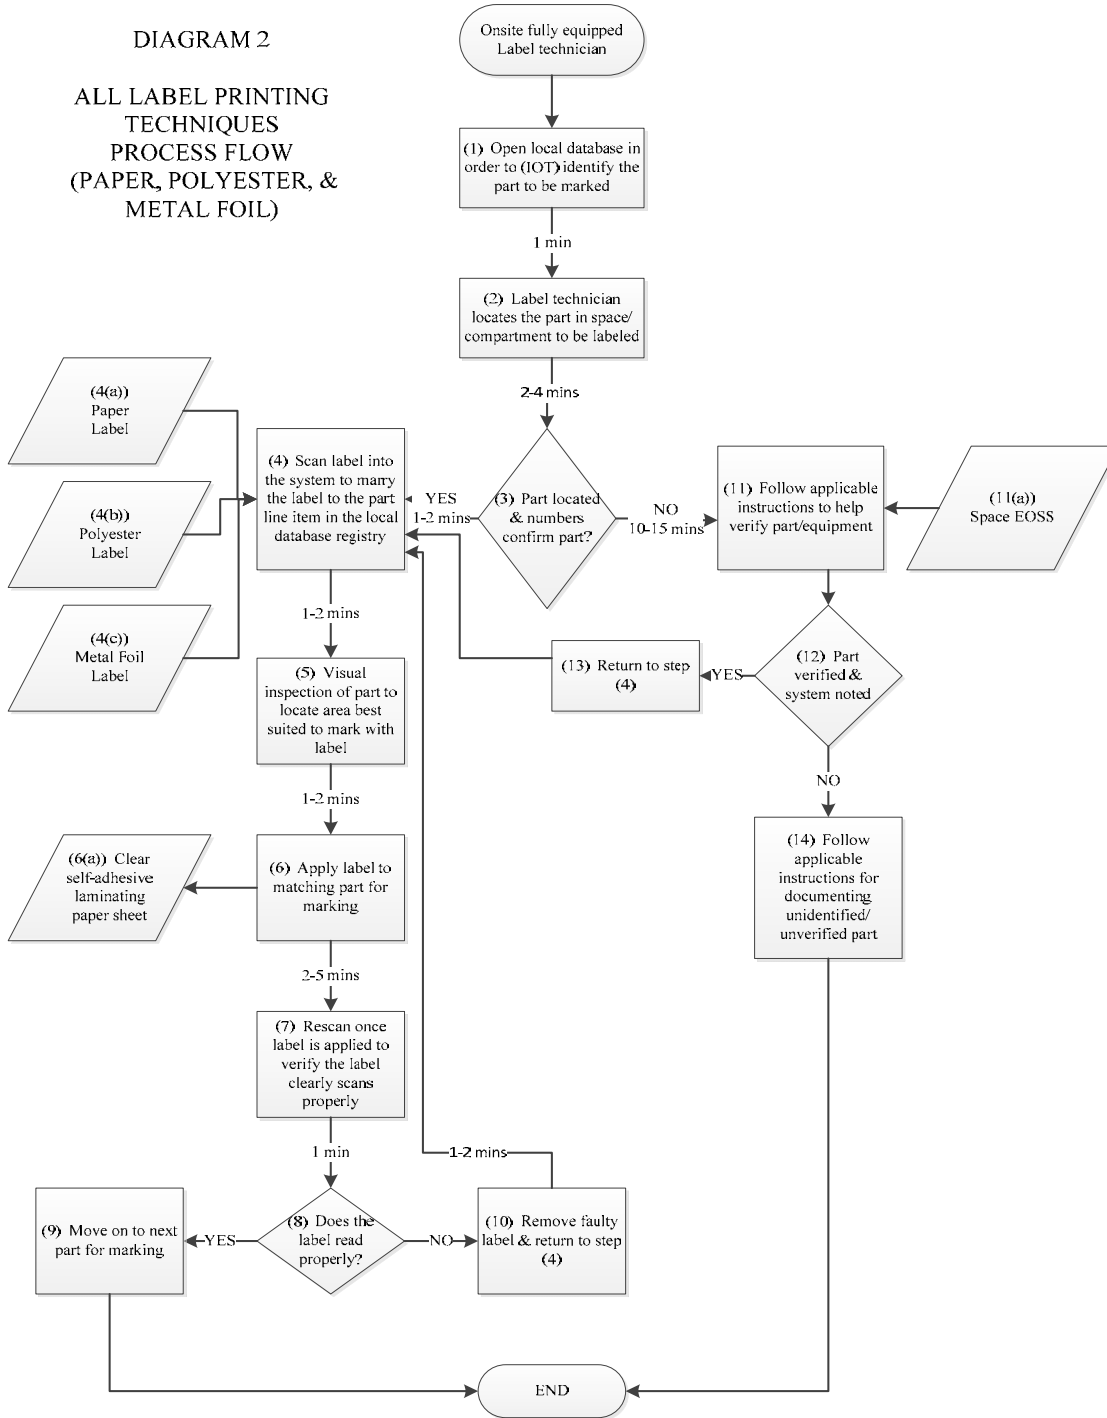 DIAGRAM 2
ALL LABEL PRINTING
TECHNIQUES
PROCESS FLOW
(PAPER, POLYESTER, &
METAL FOIL)
Onsite fully equipped
Label technician
(1) Open local database in
order to (IOT) identify the
part to be marked
1 min
(2) Label technician
locates the part in space/
compartment to be labeled
2-4 mins
(3) Part located
& numbers
confirm part?
YES
1-2 mins
NO
10-15 mins
(4(a))
Paper
Label
(4(b))
Polyester
Label
(4(c))
Metal Foil
Label
(4) Scan label into
the system to marry
the label to the part
line item in the local
database registry
(11) Follow applicable
instructions to help
verify part/equipment
(11(a))
Space EOSS
1-2 mins
(12) Part
verified &
system noted
YES
(13) Return to step
(4)
NO
(14) Follow
applicable
instructions for
documenting
unidentified/
unverified part
(5) Visual
inspection of part to
locate area best
suited to mark with
label
1-2 mins
(6) Apply label to
matching part for
marking
(6(a)) Clear
self-adhesive
laminating
paper sheet
2-5 mins
(7) Rescan once
label is applied to
verify the label
clearly scans
properly
1 min
(8) Does the
label read
properly?
YES
(9) Move on to next
part for marking
NO
(10) Remove faulty
label & return to step
(4)
1-2 mins
END